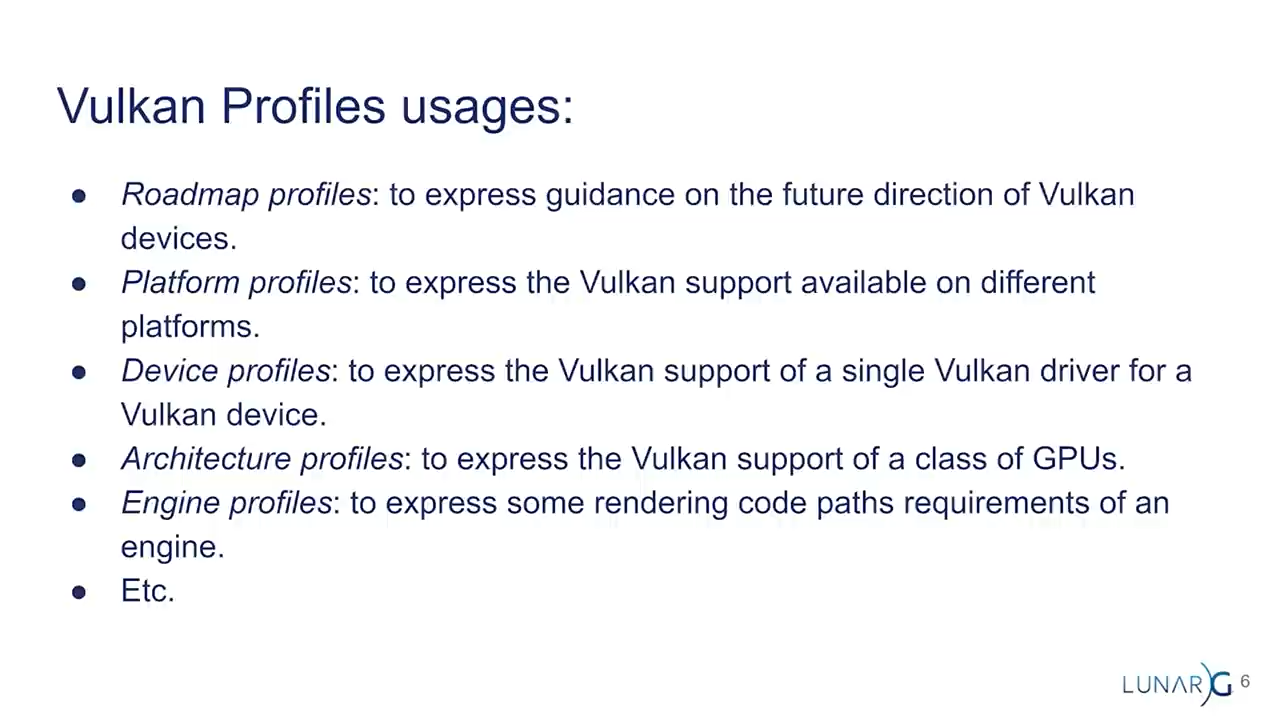 Vulkan Profiles usages:
● Roadmap profiles: to express guidance on the future direction of Vulkan
devices.
● Platform profiles: to express the Vulkan support available on different
platforms.
● Device profiles: to express the Vulkan support of a single Vulkan driver for a
Vulkan device.
● Architecture profiles: to express the Vulkan support of a class of GPUs.
● Engine profiles: to express some rendering code paths requirements of an
engine.
● Etc.
LUNARG 6